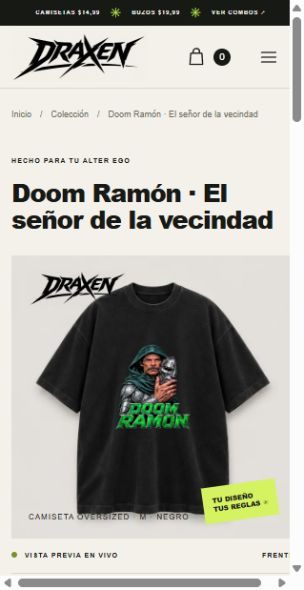 CAMISETAS $14,99 ✳ BUZOS $19,99 ✳ VER COMBOS ↗
DRAXEN
0
Inicio / Colección / Doom Ramón · El señor de la vecindad
HECHO PARA TU ALTER EGO
Doom Ramón · El
señor de la vecindad
DRAXEN
DOOM
RAMÓN
TU DISEÑO
TUS REGLAS ✳
CAMISETA OVERSIZED · M · NEGRO
VISTA PREVIA EN VIVO
FRENT